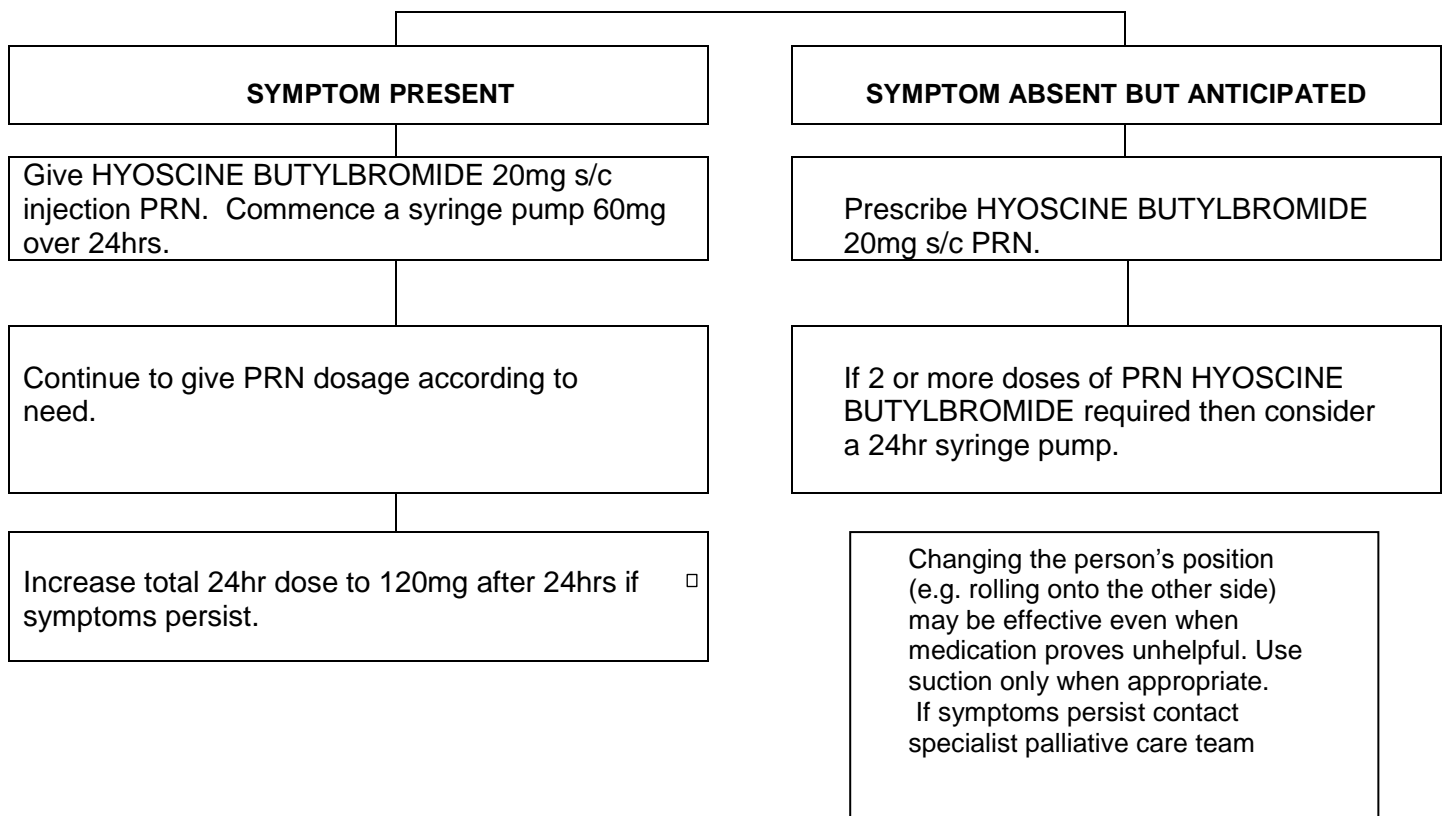 SYMPTOM PRESENT
Give HYOSCINE BUTYLBROMIDE 20mg s/c
injection PRN.  Commence a syringe pump 60mg
over 24hrs.
Continue to give PRN dosage according to
need.
Increase total 24hr dose to 120mg after 24hrs if
symptoms persist.
SYMPTOM ABSENT BUT ANTICIPATED
Prescribe HYOSCINE BUTYLBROMIDE
20mg s/c PRN.
If 2 or more doses of PRN HYOSCINE
BUTYLBROMIDE required then consider
a 24hr syringe pump.
Changing the person’s position
(e.g. rolling onto the other side)
may be effective even when
medication proves unhelpful. Use
suction only when appropriate.
If symptoms persist contact
specialist palliative care team